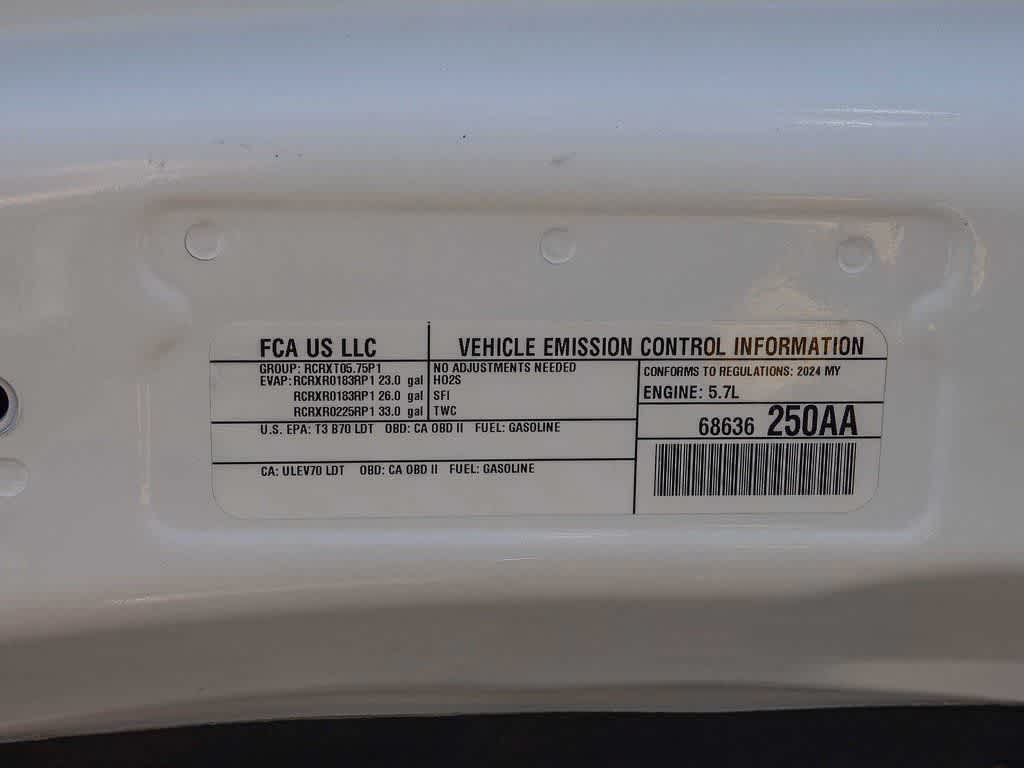 FCA US LLC
VEHICLE EMISSION CONTROL INFORMATION
GROUP: RCRXT05.75P1
EVAP: RCRXR0183RP1 23.0 gal
RCRXR0183RP1 26.0 gal
RCRXR0225RP1 33.0 gal
NO ADJUSTMENTS NEEDED
HO2S
SFI
TWC
CONFORMS TO REGULATIONS: 2024 MY
ENGINE: 5.7L
68636 250AA
U.S. EPA: T3 B70 LDT OBD: CA OBD II FUEL: GASOLINE
CA: ULEV70 LDT OBD: CA OBD II FUEL: GASOLINE